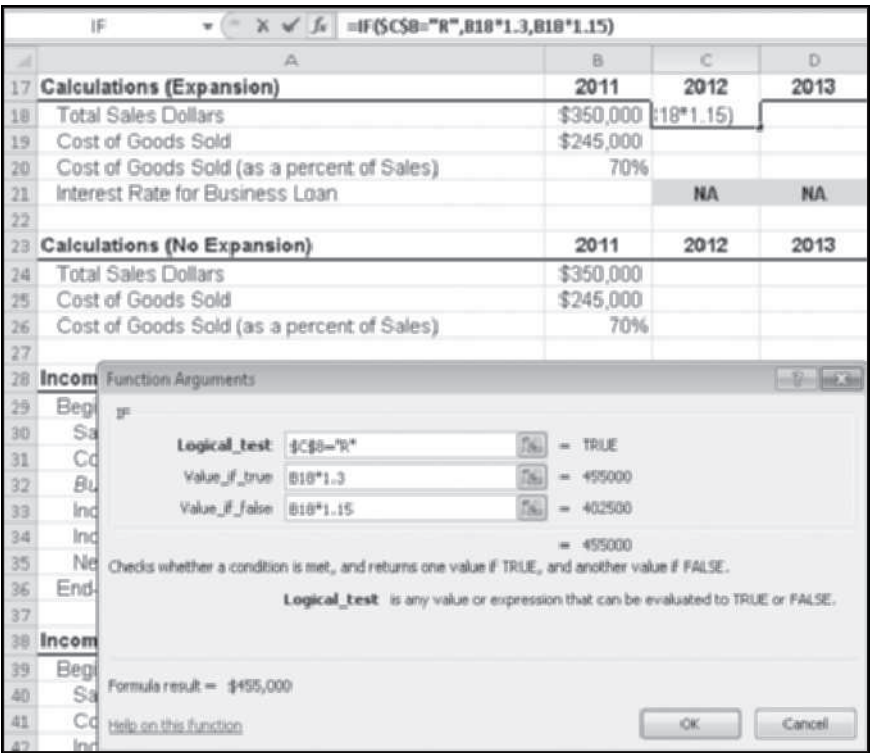 IF fx =IF($C$8="R",B18*1.3,B18*1.15)
A B C D
17 Calculations (Expansion) 2011 2012 2013
18 Total Sales Dollars $350,000 :18*1.15)
19 Cost of Goods Sold $245,000
20 Cost of Goods Sold (as a percent of Sales) 70%
21 Interest Rate for Business Loan NA NA
22
23 Calculations (No Expansion) 2011 2012 2013
24 Total Sales Dollars $350,000
25 Cost of Goods Sold $245,000
26 Cost of Goods Sold (as a percent of Sales) 70%
27
28 Incom Function Arguments
29 Begi IF
30 Sa Logical_test $C$8="R" = TRUE
31 Co
32 Bu Value_if_true B18*1.3 = 455000
33 Inc Value_if_false B18*1.15 = 402500
34 Inc = 455000
35 Ne Checks whether a condition is met, and returns one value if TRUE, and another value if FALSE.
36 End- Logical_test is any value or expression that can be evaluated to TRUE or FALSE.
37
38 Incom
39 Begi
40 Sa Formula result = $455,000
41 Co Help on this function OK Cancel
42 Inc